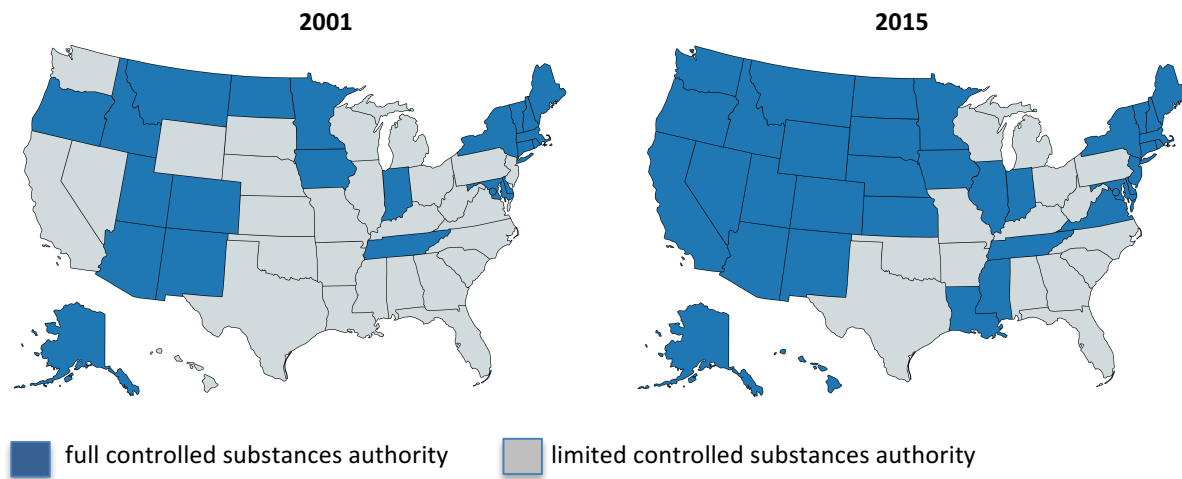 2001
2015
full controlled substances authority
limited controlled substances authority